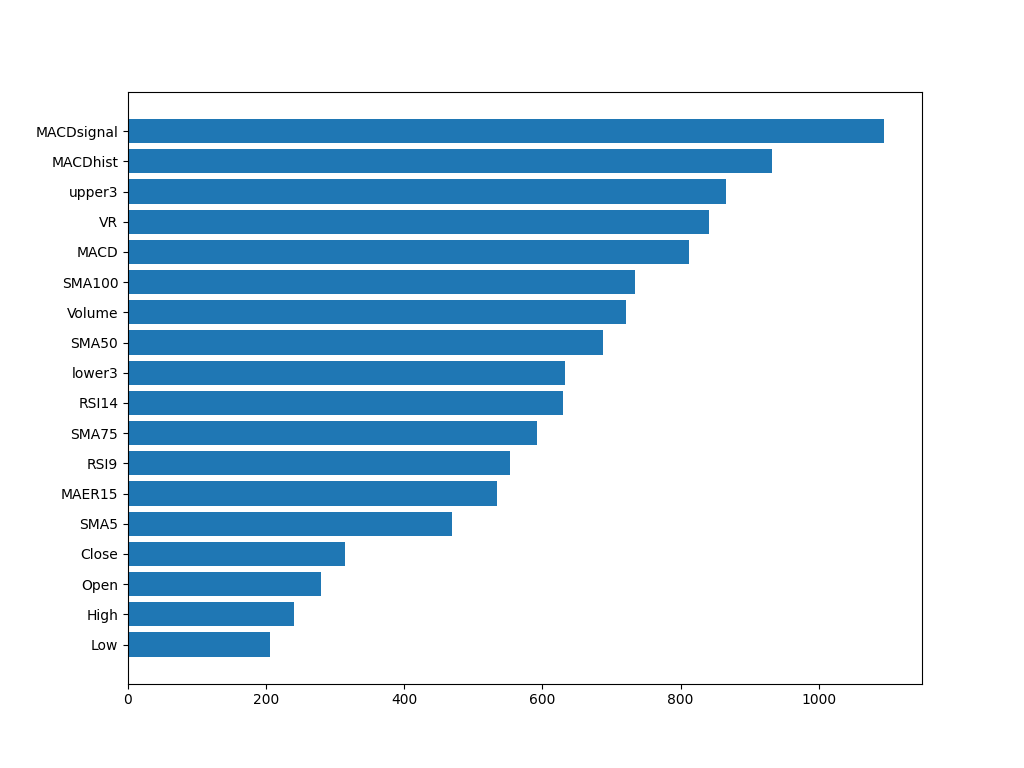 MACDsignal
MACDhist
upper3
VR
MACD
SMA100
Volume
SMA50
lower3
RSI14
SMA75
RSI9
MAER15
SMA5
Close
Open
High
Low
0 200 400 600 800 1000